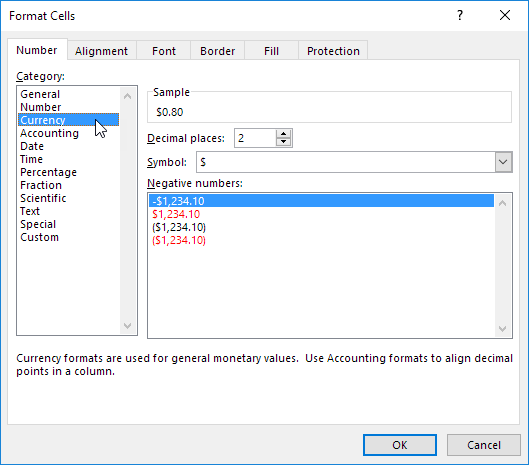 Format Cells
Number Alignment Font Border Fill Protection
Category:
General
Number
Currency
Accounting
Date
Time
Percentage
Fraction
Scientific
Text
Special
Custom
Sample
$0.80
Decimal places: 2
Symbol: $
Negative numbers:
-$1,234.10
$1,234.10
($1,234.10)
($1,234.10)
Currency formats are used for general monetary values.  Use Accounting formats to align decimal
points in a column.
OK Cancel